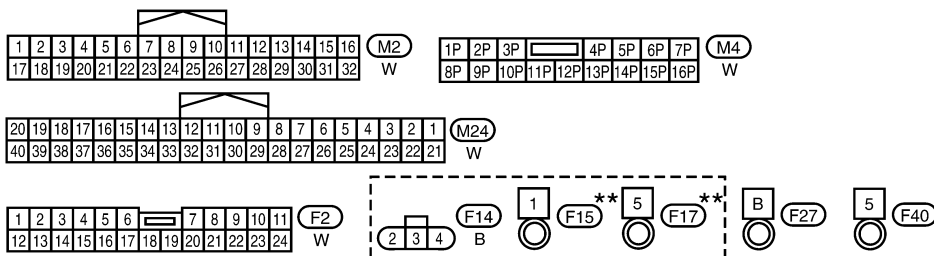 1 2 3 4 5 6 7 8 9 10 11 12 13 14 15 16 M2
17 18 19 20 21 22 23 24 25 26 27 28 29 30 31 32 W
1P 2P 3P 4P 5P 6P 7P M4
8P 9P 10P 11P 12P 13P 14P 15P 16P W
20 19 18 17 16 15 14 13 12 11 10 9 8 7 6 5 4 3 2 1 M24
40 39 38 37 36 35 34 33 32 31 30 29 28 27 26 25 24 23 22 21 W
1 2 3 4 5 6 7 8 9 10 11 F2
12 13 14 15 16 17 18 19 20 21 22 23 24 W
2 3 4 F14
B
1 F15 **
5 F17 **
B F27
5 F40